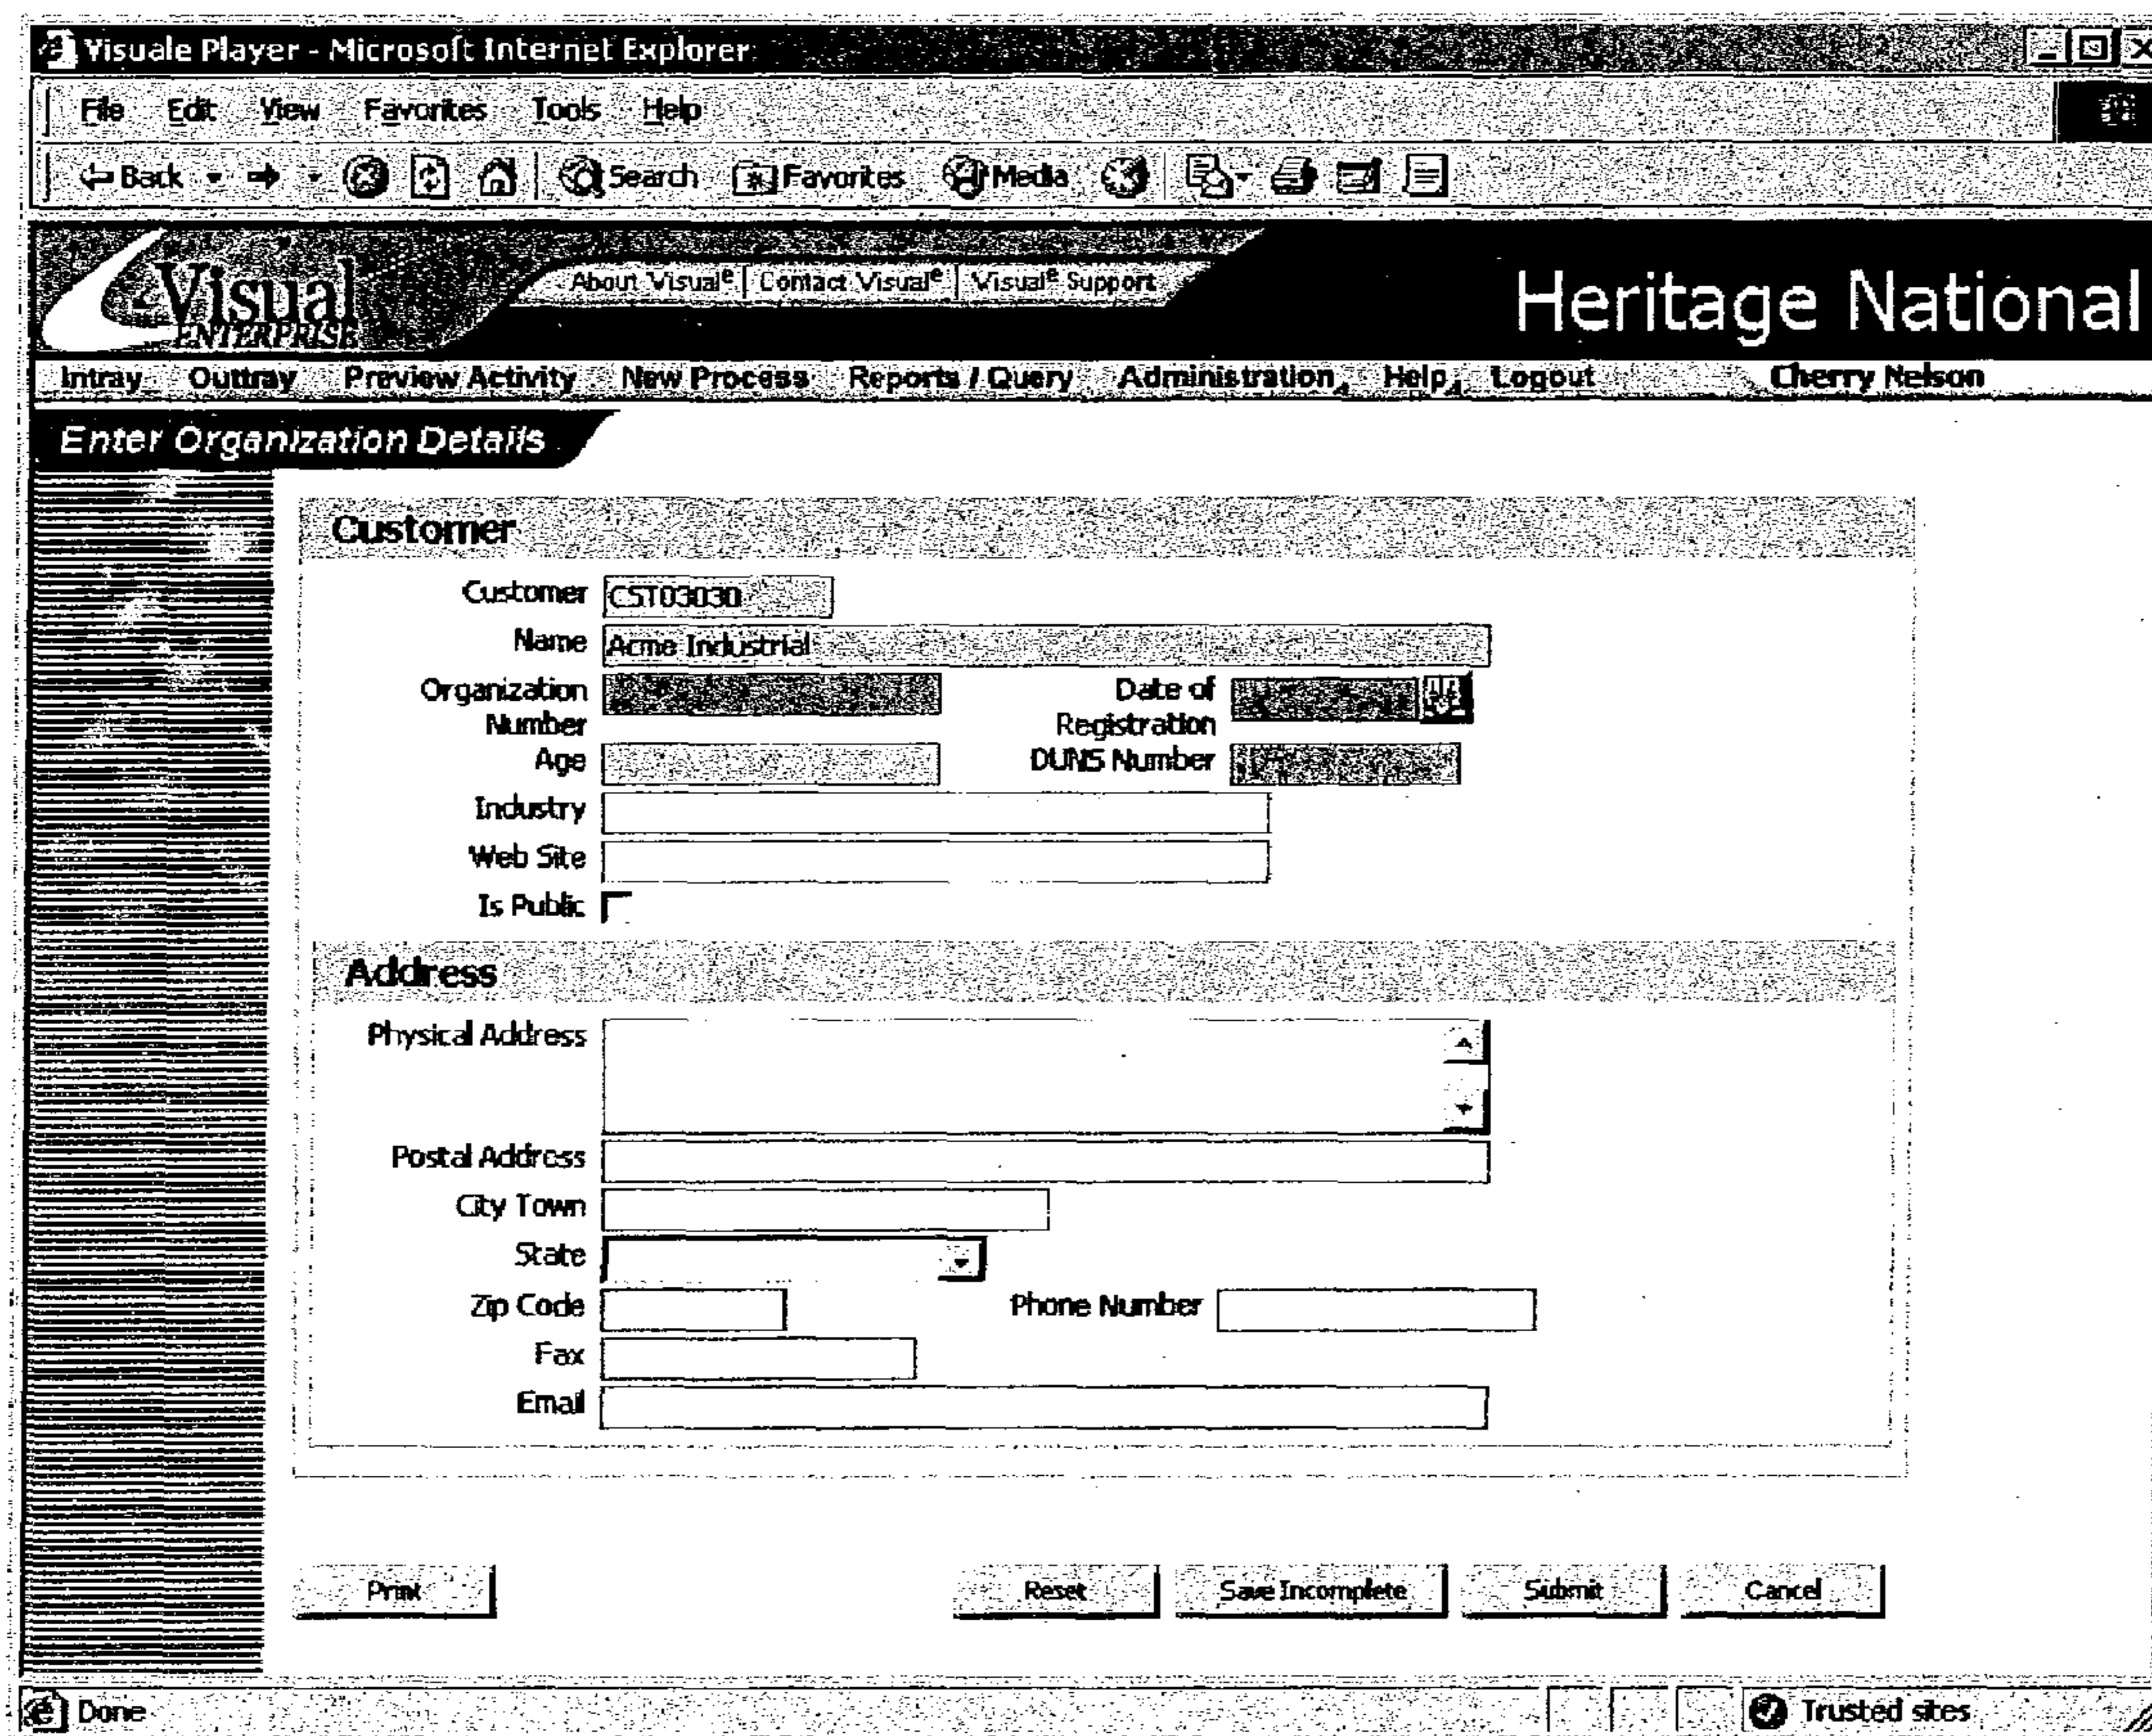 Visuale Player - Microsoft Internet Explorer
File Edit View Favorites Tools Help
Back Search Favorites Media
Visual ENTERPRISE
About Visuale | Contact Visuale | Visuale Support
Heritage National
Intray Outtray Preview Activity New Process Reports / Query Administration Help Logout Cherry Nelson
Enter Organization Details
Customer
Customer CST03030
Name Acme Industrial
Organization Number Date of Registration
Age DUNS Number
Industry
Web Site
Is Public
Address
Physical Address
Postal Address
City Town
State
Zip Code Phone Number
Fax
Email
Print Reset Save Incomplete Submit Cancel
Done Trusted sites